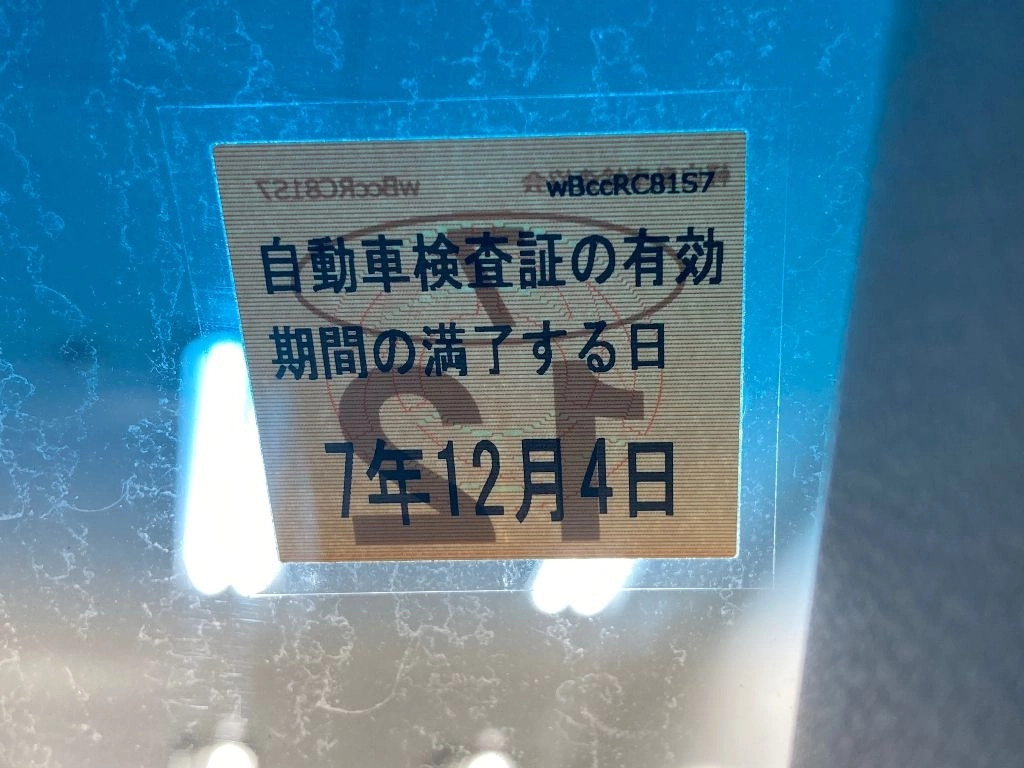 wBccRC8157
自動車検査証の有効
期間の満了する日
7年12月4日